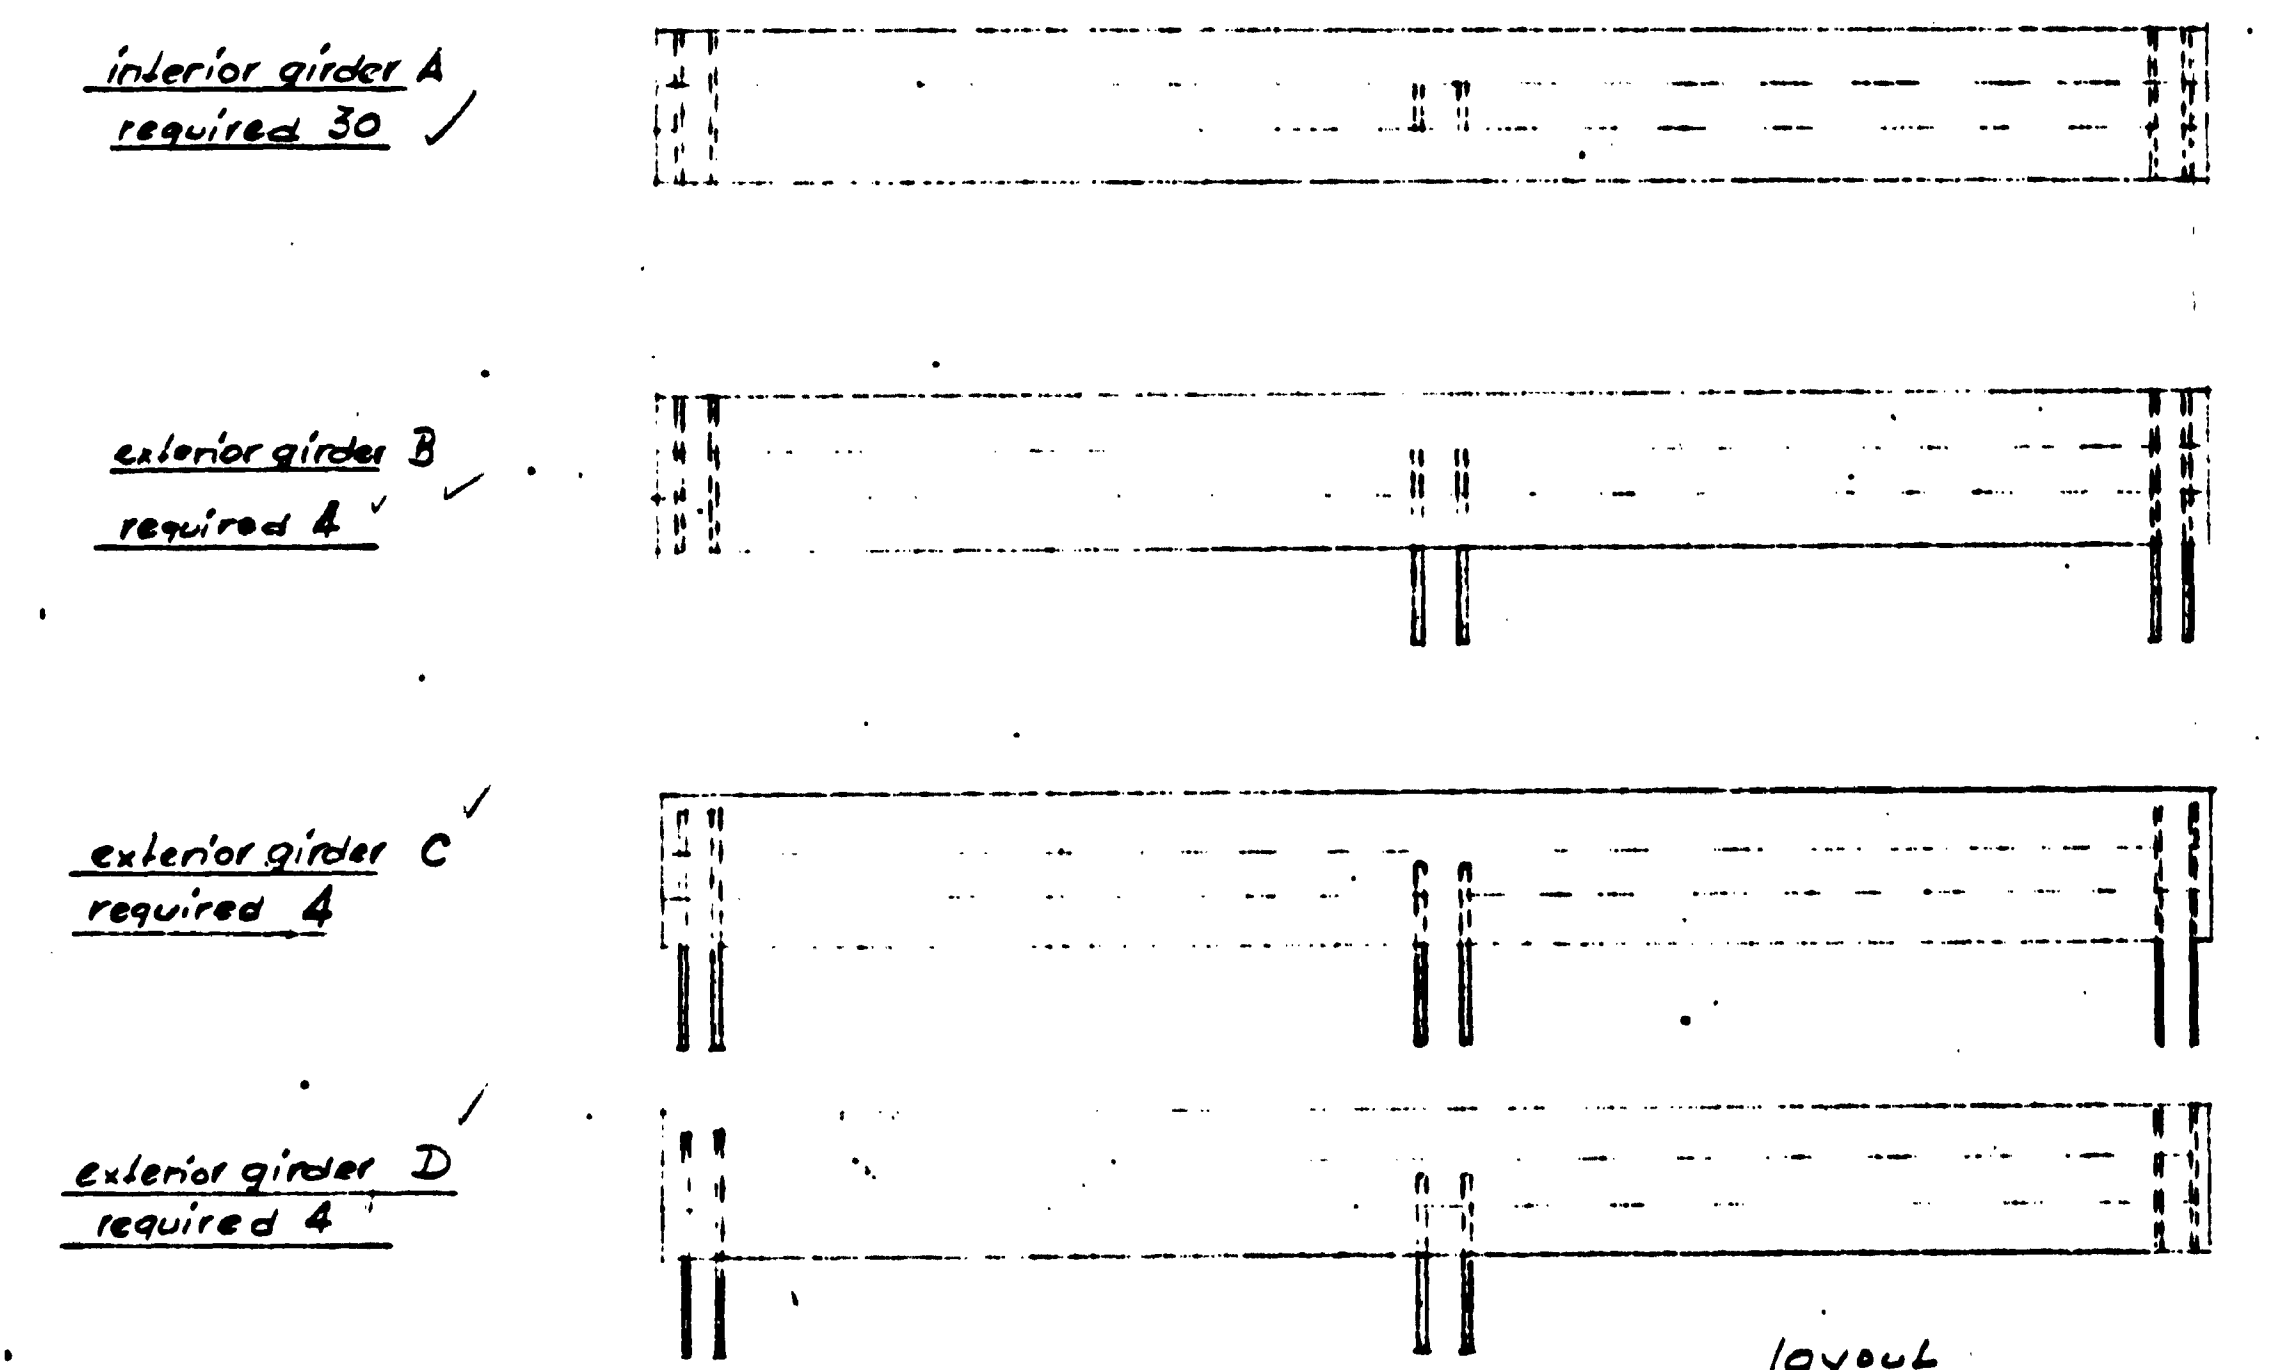 interior girder A
required 30
exterior girder B
required 4
exterior girder C
required 4
exterior girder D
required 4
layout